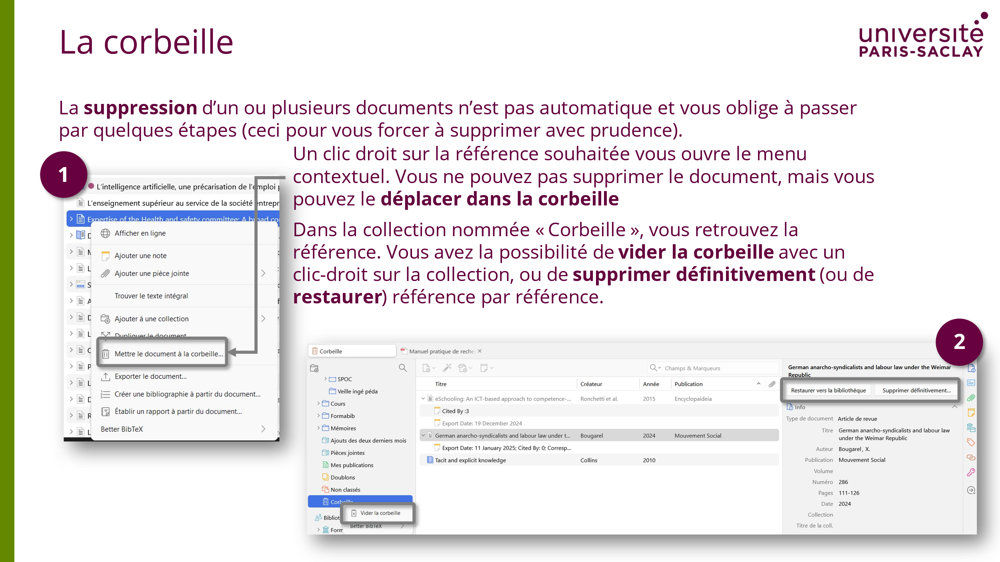 La corbeille
universite
PARIS-SACLAY
La suppression d’un ou plusieurs documents n’est pas automatique et vous oblige à passer
par quelques étapes (ceci pour vous forcer à supprimer avec prudence).
Un clic droit sur la référence souhaitée vous ouvre le menu
contextuel. Vous ne pouvez pas supprimer le document, mais vous
pouvez le déplacer dans la corbeille
Dans la collection nommée « Corbeille », vous retrouvez la
référence. Vous avez la possibilité de vider la corbeille avec un
clic-droit sur la collection, ou de supprimer définitivement (ou de
restaurer) référence par référence.
1
L'intelligence artificielle, une précarisation de l'emploi
L'enseignement supérieur au service de la société
Expertise of the Health and safety committee: A broad
Afficher en ligne
Ajouter une note
Ajouter une pièce jointe
Trouver le texte intégral
Ajouter à une collection
Dupliquer le document
Mettre le document à la corbeille...
Exporter le document...
Créer une bibliographie à partir du document...
Établir un rapport à partir du document...
Better BibTeX
2
Corbeille
Manuel pratique de reche
SPOC
Veille ingé péda
Cours
Formabib
Mémoires
Ajouts des deux derniers mois
Pièces jointes
Mes publications
Doublons
Non classés
Corbeille
Vider la corbeille
Bibliot
Better BibTeX
Form
Champs & Marqueurs
Titre Créateur Année Publication
eSchooling: An ICT-based approach to competence-... Ronchetti et al. 2015 Encyclopaideia
Cited By :3
Export Date: 19 December 2024
German anarcho-syndicalists and labour law under t... Bougarel 2024 Mouvement Social
Export Date: 11 January 2025; Cited By: 0; Corresp...
Tacit and explicit knowledge Collins 2010
German anarcho-syndicalists and labour law under the Weimar
Republic
Restaurer vers la bibliothèque Supprimer définitivement...
Info
Type de document Article de revue
Titre German anarcho-syndicalists and labour law
under the Weimar Republic
Auteur Bougarel, X.
Publication Mouvement Social
Volume
Numéro 286
Pages 111-126
Date 2024
Collection
Titre de la coll.